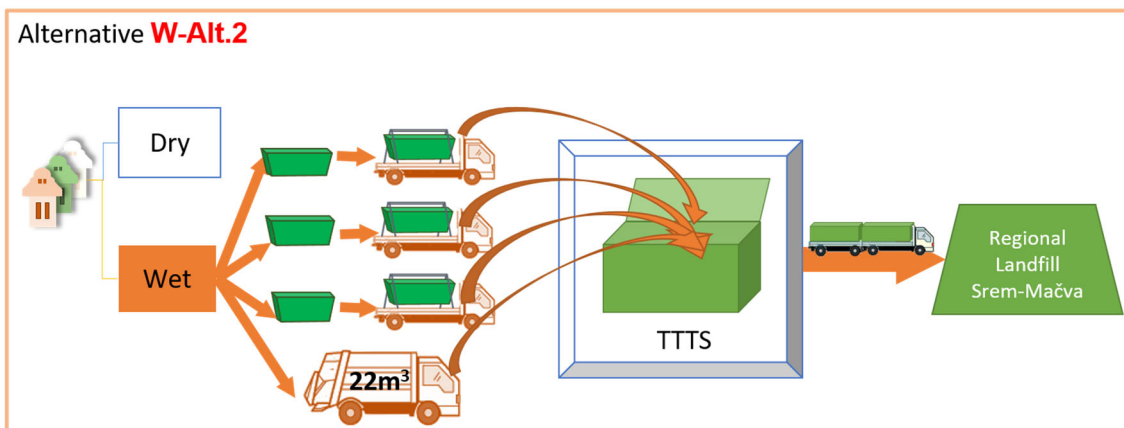 Alternative W-Alt.2
Dry
Wet
22m³
TTTS
Regional
Landfill
Srem-Mačva